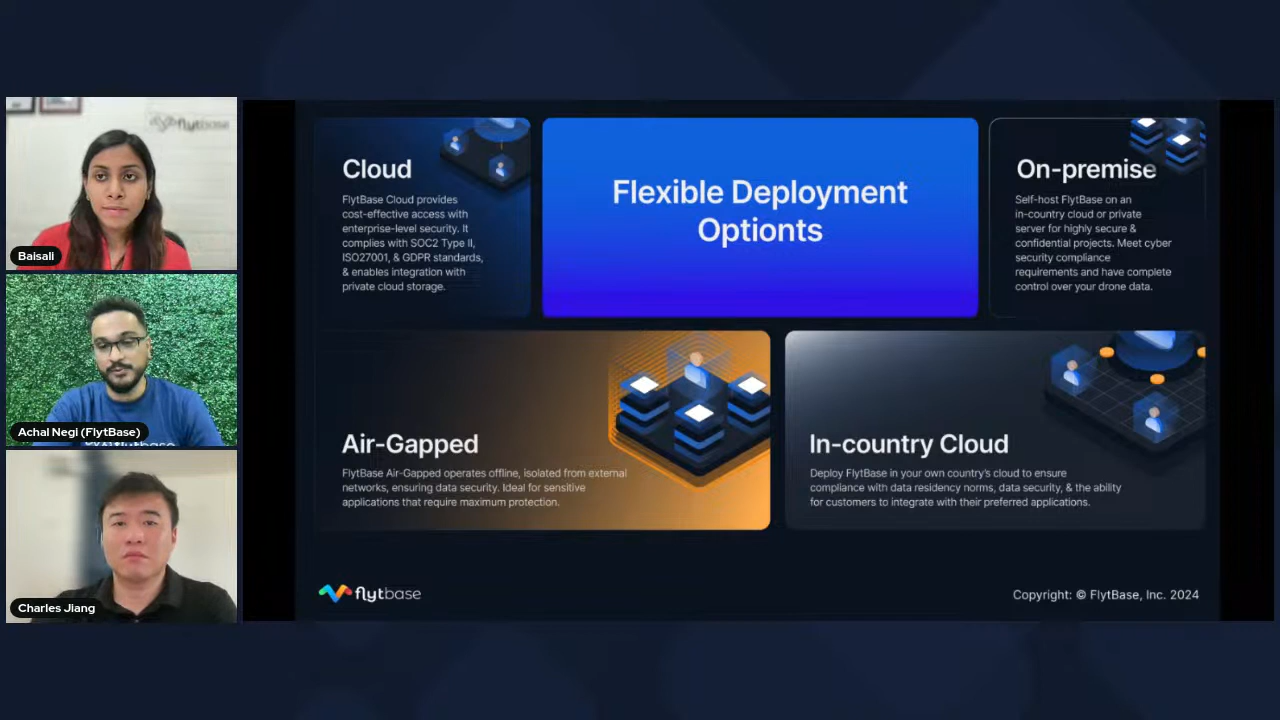 flytbase
Baisali
Achal Negi (FlytBase)
flytbase
Charles Jiang
Cloud
FlytBase Cloud provides
cost-effective access with
enterprise-level security. It
complies with SOC2 Type II,
ISO27001, & GDPR standards,
& enables integration with
private cloud storage.
Flexible Deployment
Optionts
On-premise
Self-host FlytBase on an
in-country cloud or private
server for highly secure &
confidential projects. Meet cyber
security compliance
requirements and have complete
control over your drone data.
Air-Gapped
FlytBase Air-Gapped operates offline, isolated from external
networks, ensuring data security. Ideal for sensitive
applications that require maximum protection.
In-country Cloud
Deploy FlytBase in your own country's cloud to ensure
compliance with data residency norms, data security, & the ability
for customers to integrate with their preferred applications.
flytbase
Copyright: © FlytBase, Inc. 2024